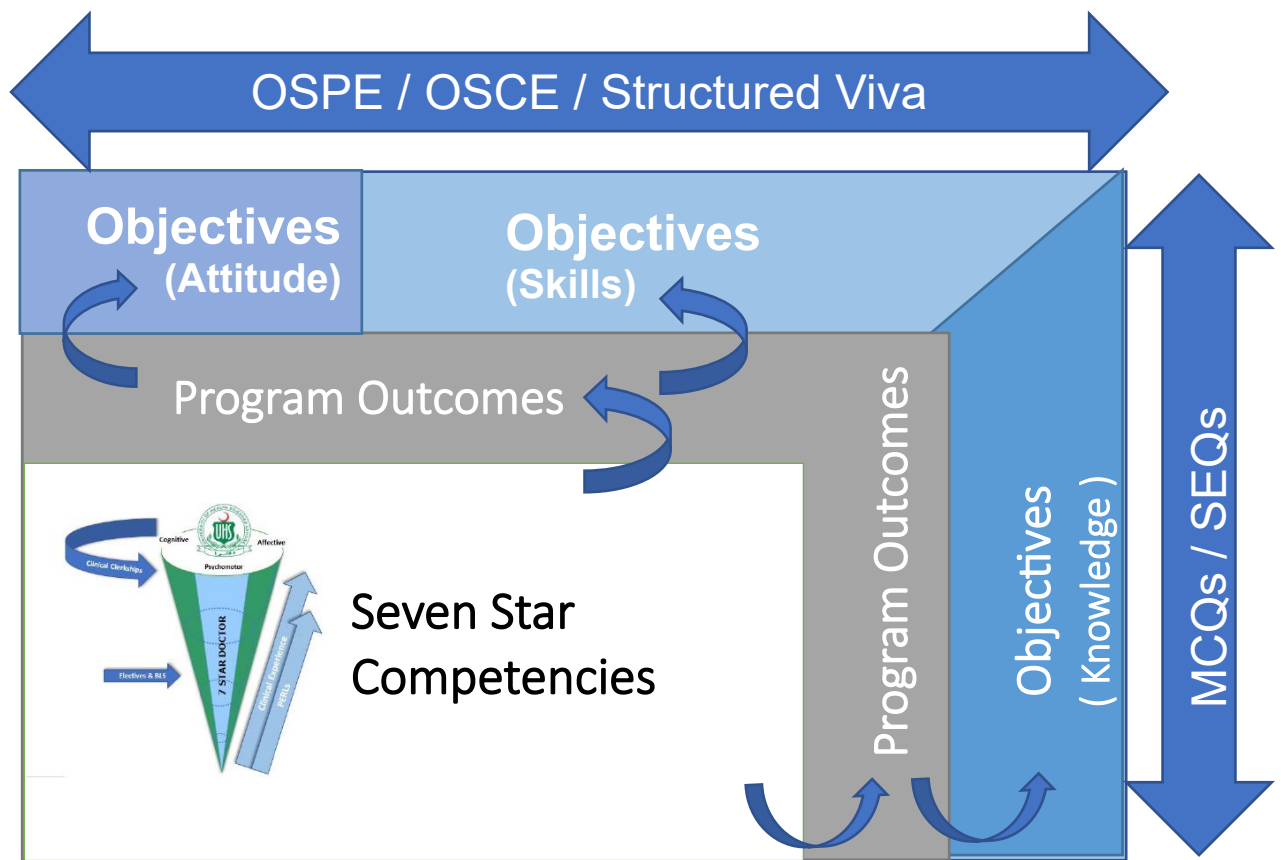 OSPE / OSCE / Structured Viva
Objectives
(Attitude)
Objectives
(Skills)
Program Outcomes
Program Outcomes
Objectives
( Knowledge )
MCQs / SEQs
UHS
Cognitive
Affective
Psychomotor
Clinical Clerkships
7 STAR DOCTOR
Electives & BLS
Clinical Experience
PERLs
Seven Star
Competencies